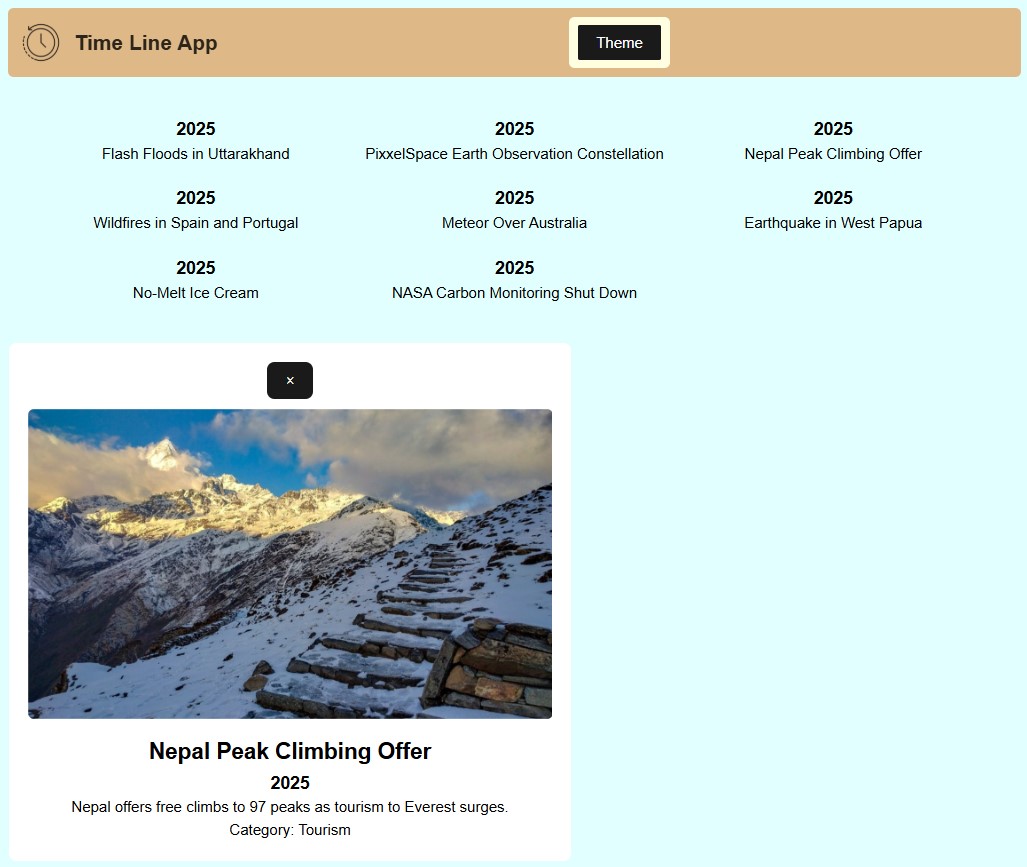 Time Line App
Theme
2025
Flash Floods in Uttarakhand
2025
PixxelSpace Earth Observation Constellation
2025
Nepal Peak Climbing Offer
2025
Wildfires in Spain and Portugal
2025
Meteor Over Australia
2025
Earthquake in West Papua
2025
No-Melt Ice Cream
2025
NASA Carbon Monitoring Shut Down
×
Nepal Peak Climbing Offer
2025
Nepal offers free climbs to 97 peaks as tourism to Everest surges.
Category: Tourism